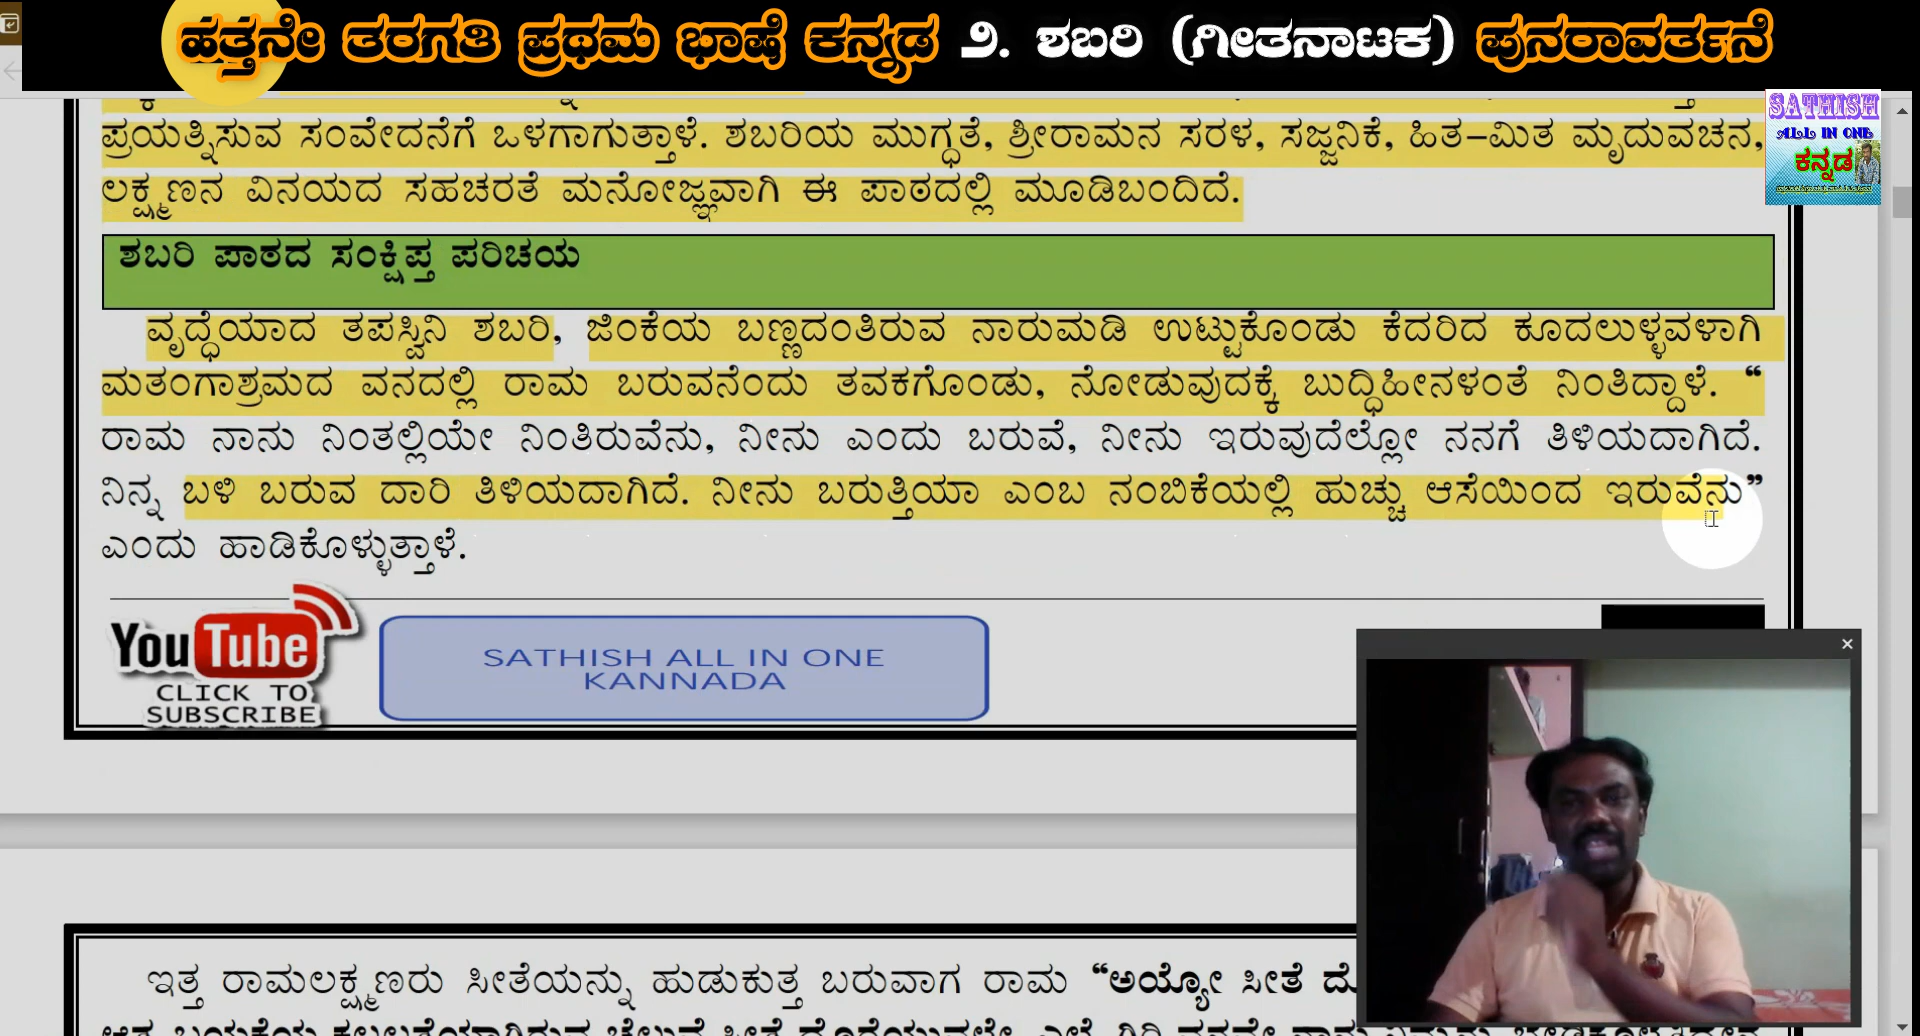 ಹತ್ತನೇ ತರಗತಿ ಪ್ರಥಮ ಭಾಷೆ ಕನ್ನಡ ೨. ಶಬರಿ (ಗೀತನಾಟಕ) ಪುನರಾವರ್ತನೆ
SATHISH
ALL IN ONE
ಕನ್ನಡ
ಪ್ರಯತ್ನಿಸುವ ಸಂವೇದನೆಗೆ ಒಳಗಾಗುತ್ತಾಳೆ. ಶಬರಿಯ ಮುಗ್ಧತೆ, ಶ್ರೀರಾಮನ ಸರಳ, ಸಜ್ಜನಿಕೆ, ಹಿತ-ಮಿತ ಮೃದುವಚನ,
ಲಕ್ಷ್ಮಣನ ವಿನಯದ ಸಹಚರತೆ ಮನೋಜ್ಞವಾಗಿ ಈ ಪಾಠದಲ್ಲಿ ಮೂಡಿಬಂದಿದೆ.
ಶಬರಿ ಪಾಠದ ಸಂಕ್ಷಿಪ್ತ ಪರಿಚಯ
ವೃದ್ಧೆಯಾದ ತಪಸ್ವಿನಿ ಶಬರಿ, ಜಿಂಕೆಯ ಬಣ್ಣದಂತಿರುವ ನಾರುಮಡಿ ಉಟ್ಟುಕೊಂಡು ಕೆದರಿದ ಕೂದಲುಳ್ಳವಳಾಗಿ
ಮತಂಗಾಶ್ರಮದ ವನದಲ್ಲಿ ರಾಮ ಬರುವನೆಂದು ತವಕಗೊಂಡು, ನೋಡುವುದಕ್ಕೆ ಬುದ್ಧಿಹೀನಳಂತೆ ನಿಂತಿದ್ದಾಳೆ. “
ರಾಮ ನಾನು ನಿಂತಲ್ಲಿಯೇ ನಿಂತಿರುವೆನು, ನೀನು ಎಂದು ಬರುವೆ, ನೀನು ಇರುವುದೆಲ್ಲೋ ನನಗೆ ತಿಳಿಯದಾಗಿದೆ.
ನಿನ್ನ ಬಳಿ ಬರುವ ದಾರಿ ತಿಳಿಯದಾಗಿದೆ. ನೀನು ಬರುತ್ತಿಯಾ ಎಂಬ ನಂಬಿಕೆಯಲ್ಲಿ ಹುಚ್ಚು ಆಸೆಯಿಂದ ಇರುವೆನು”
ಎಂದು ಹಾಡಿಕೊಳ್ಳುತ್ತಾಳೆ.
YouTube
CLICK TO
SUBSCRIBE
SATHISH ALL IN ONE
KANNADA
ಇತ್ತ ರಾಮಲಕ್ಷ್ಮಣರು ಸೀತೆಯನ್ನು ಹುಡುಕುತ್ತ ಬರುವಾಗ ರಾಮ “ಅಯ್ಯೋ ಸೀತೆ